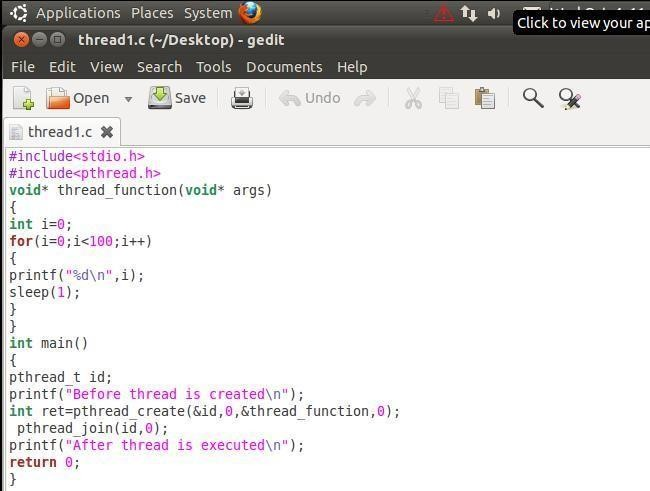 Applications Places System
Click to view your ap
thread1.c (~/Desktop) - gedit
File Edit View Search Tools Documents Help
Open Save Undo
thread1.c
#include<stdio.h>
#include<pthread.h>
void* thread_function(void* args)
{
int i=0;
for(i=0;i<100;i++)
{
printf("%d\n",i);
sleep(1);
}
}
int main()
{
pthread_t id;
printf("Before thread is created\n");
int ret=pthread_create(&id,0,&thread_function,0);
pthread_join(id,0);
printf("After thread is executed\n");
return 0;
}